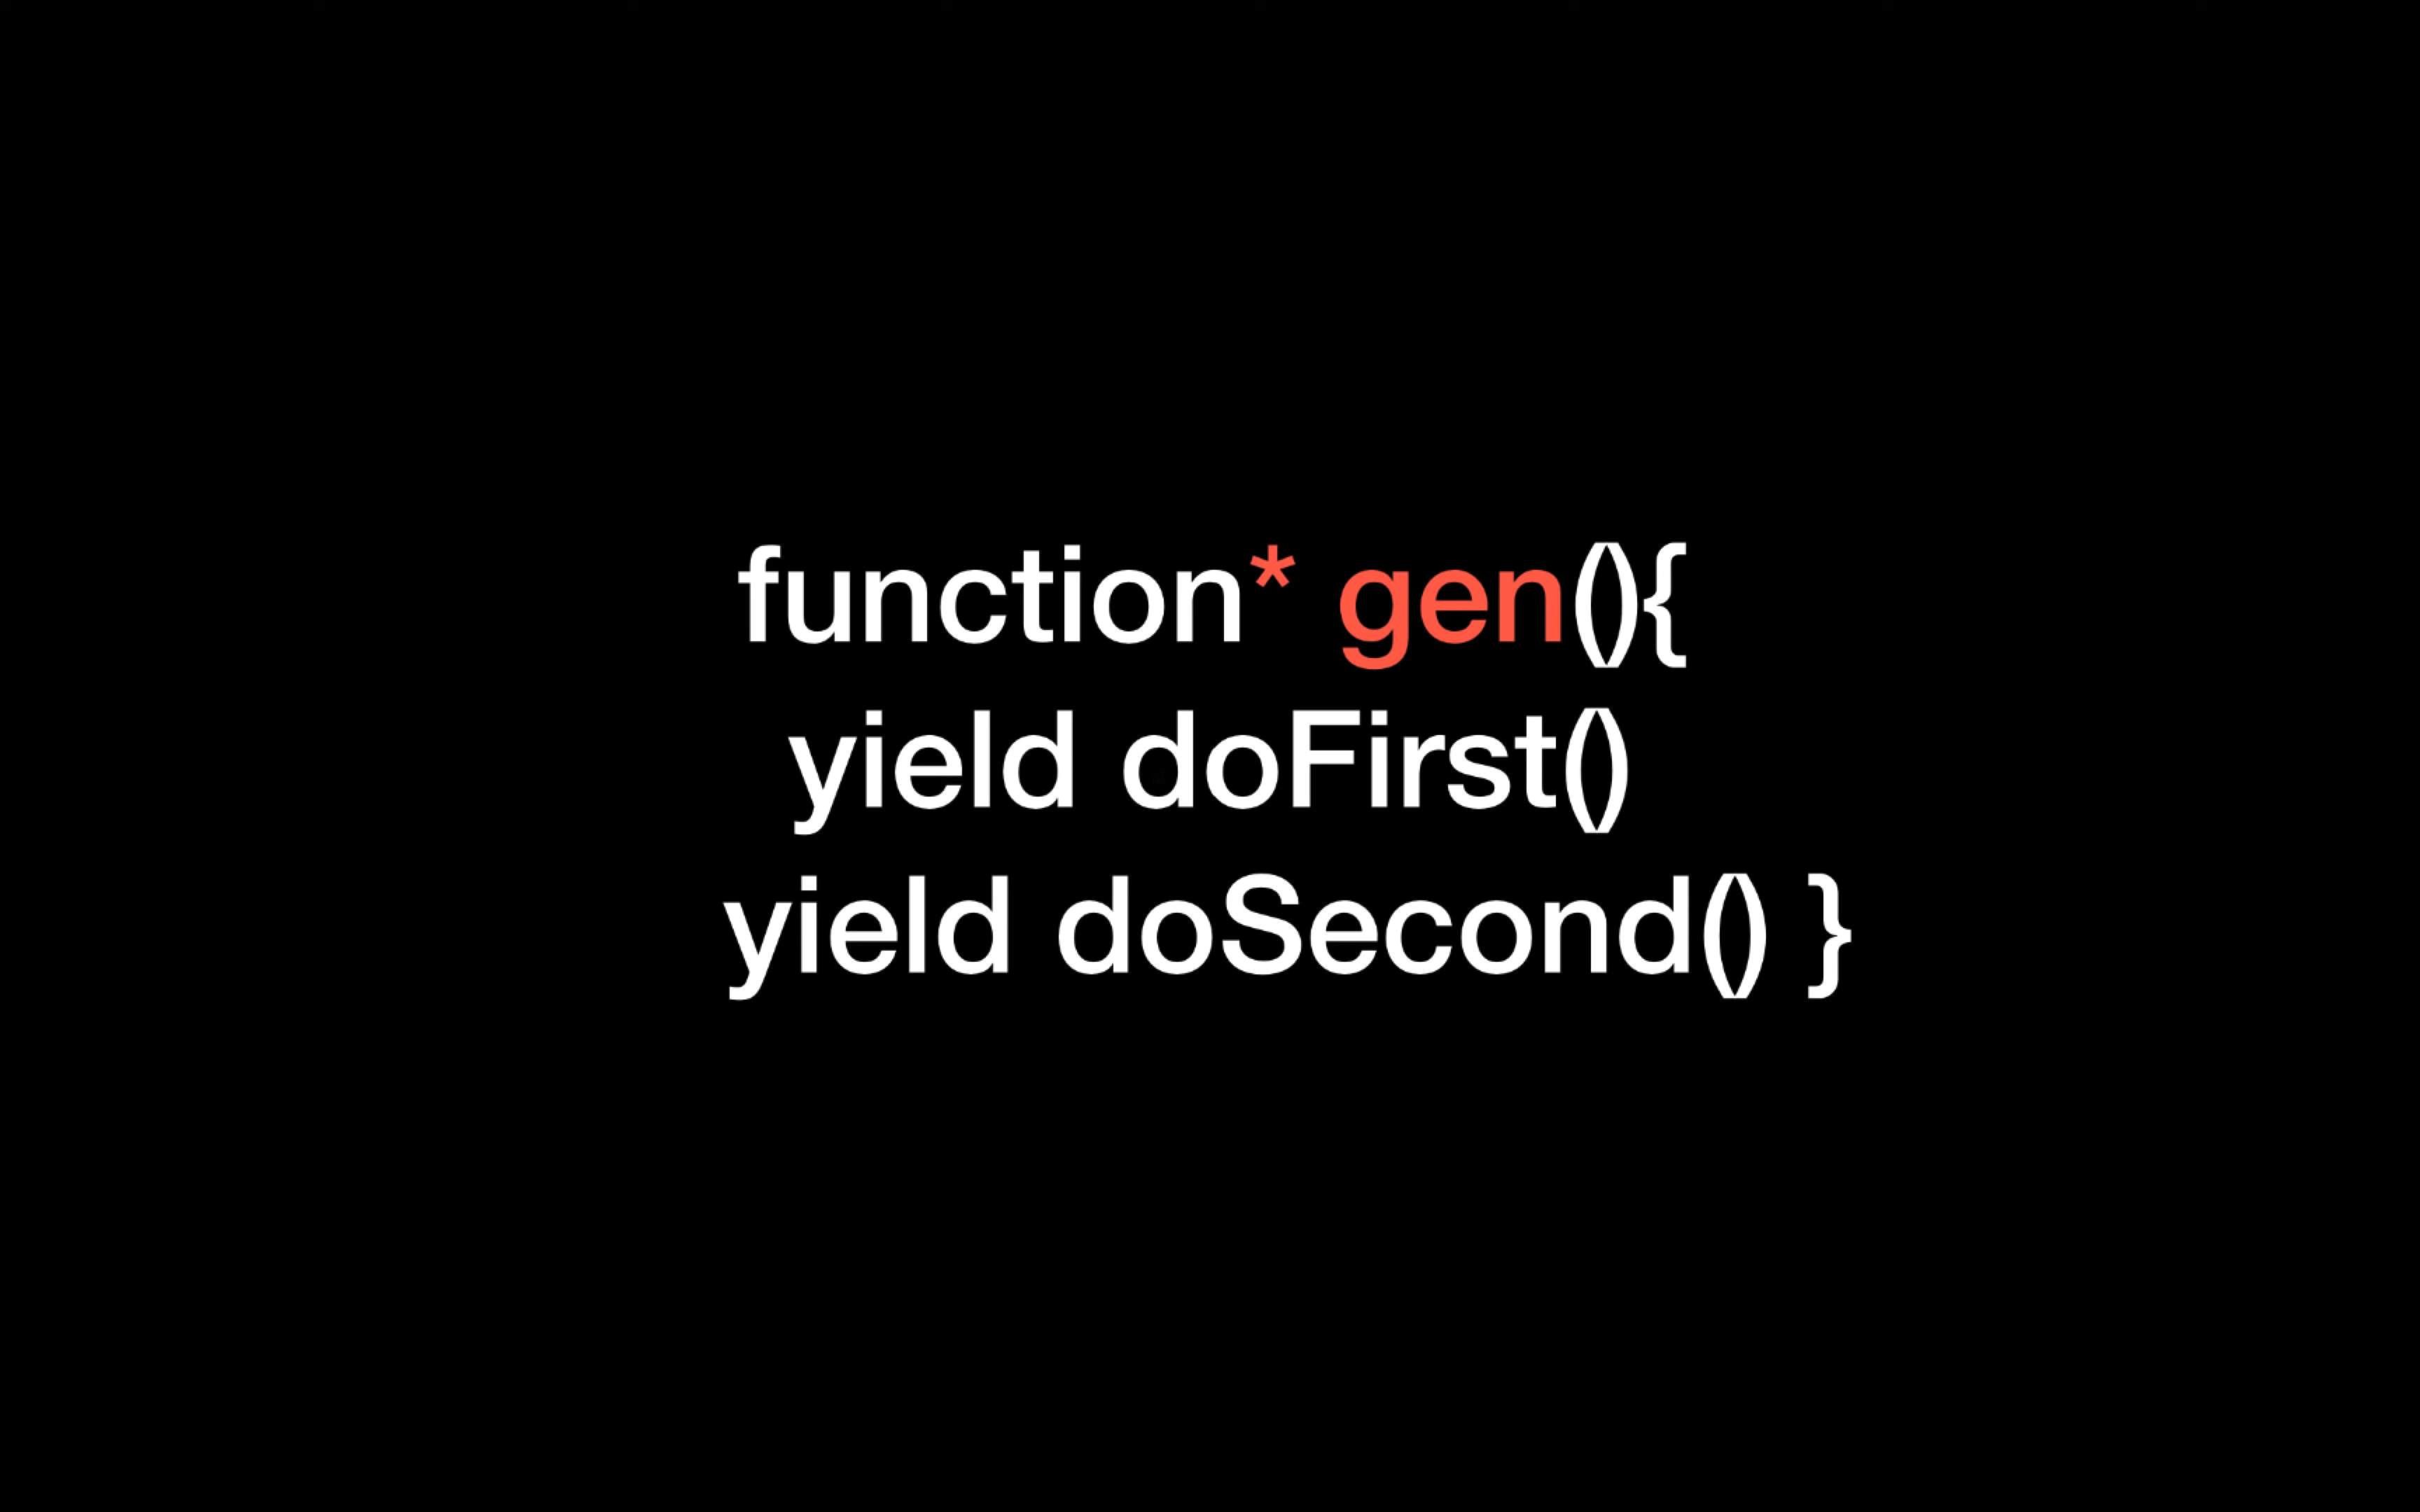 function* gen(){
yield doFirst()
yield doSecond() }